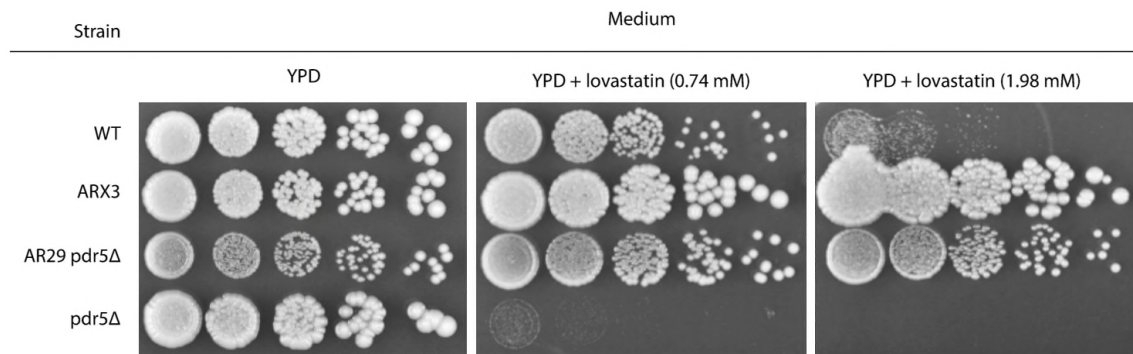 Strain
Medium
YPD
YPD + lovastatin (0.74 mM)
YPD + lovastatin (1.98 mM)
WT
ARX3
AR29 pdr5Δ
pdr5Δ